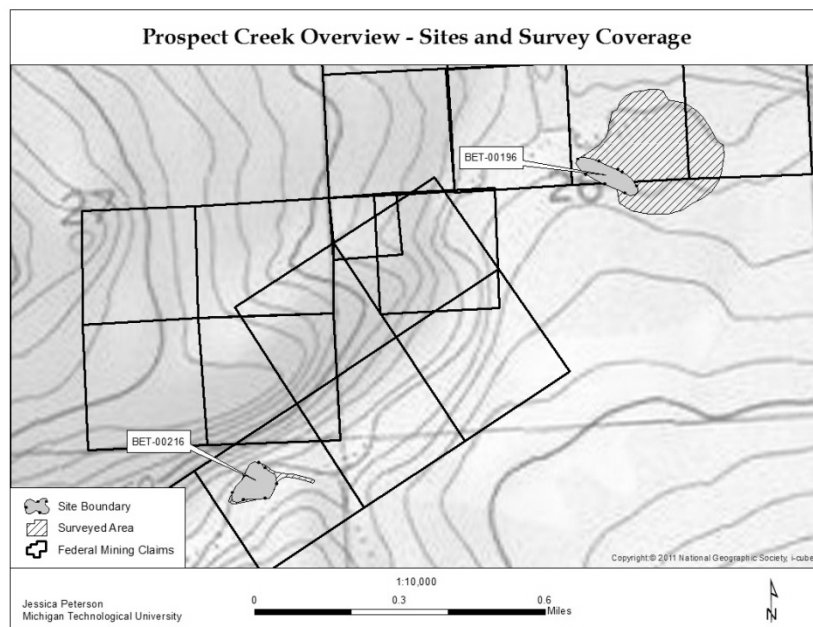 Prospect Creek Overview - Sites and Survey Coverage
BET-00196
27
BET-00216
Site Boundary
Surveyed Area
Federal Mining Claims
Copyright © 2011 National Geographic Society, i-cube
1:10,000
Jessica Peterson
Michigan Technological University
0
0.3
0.6
Miles
N